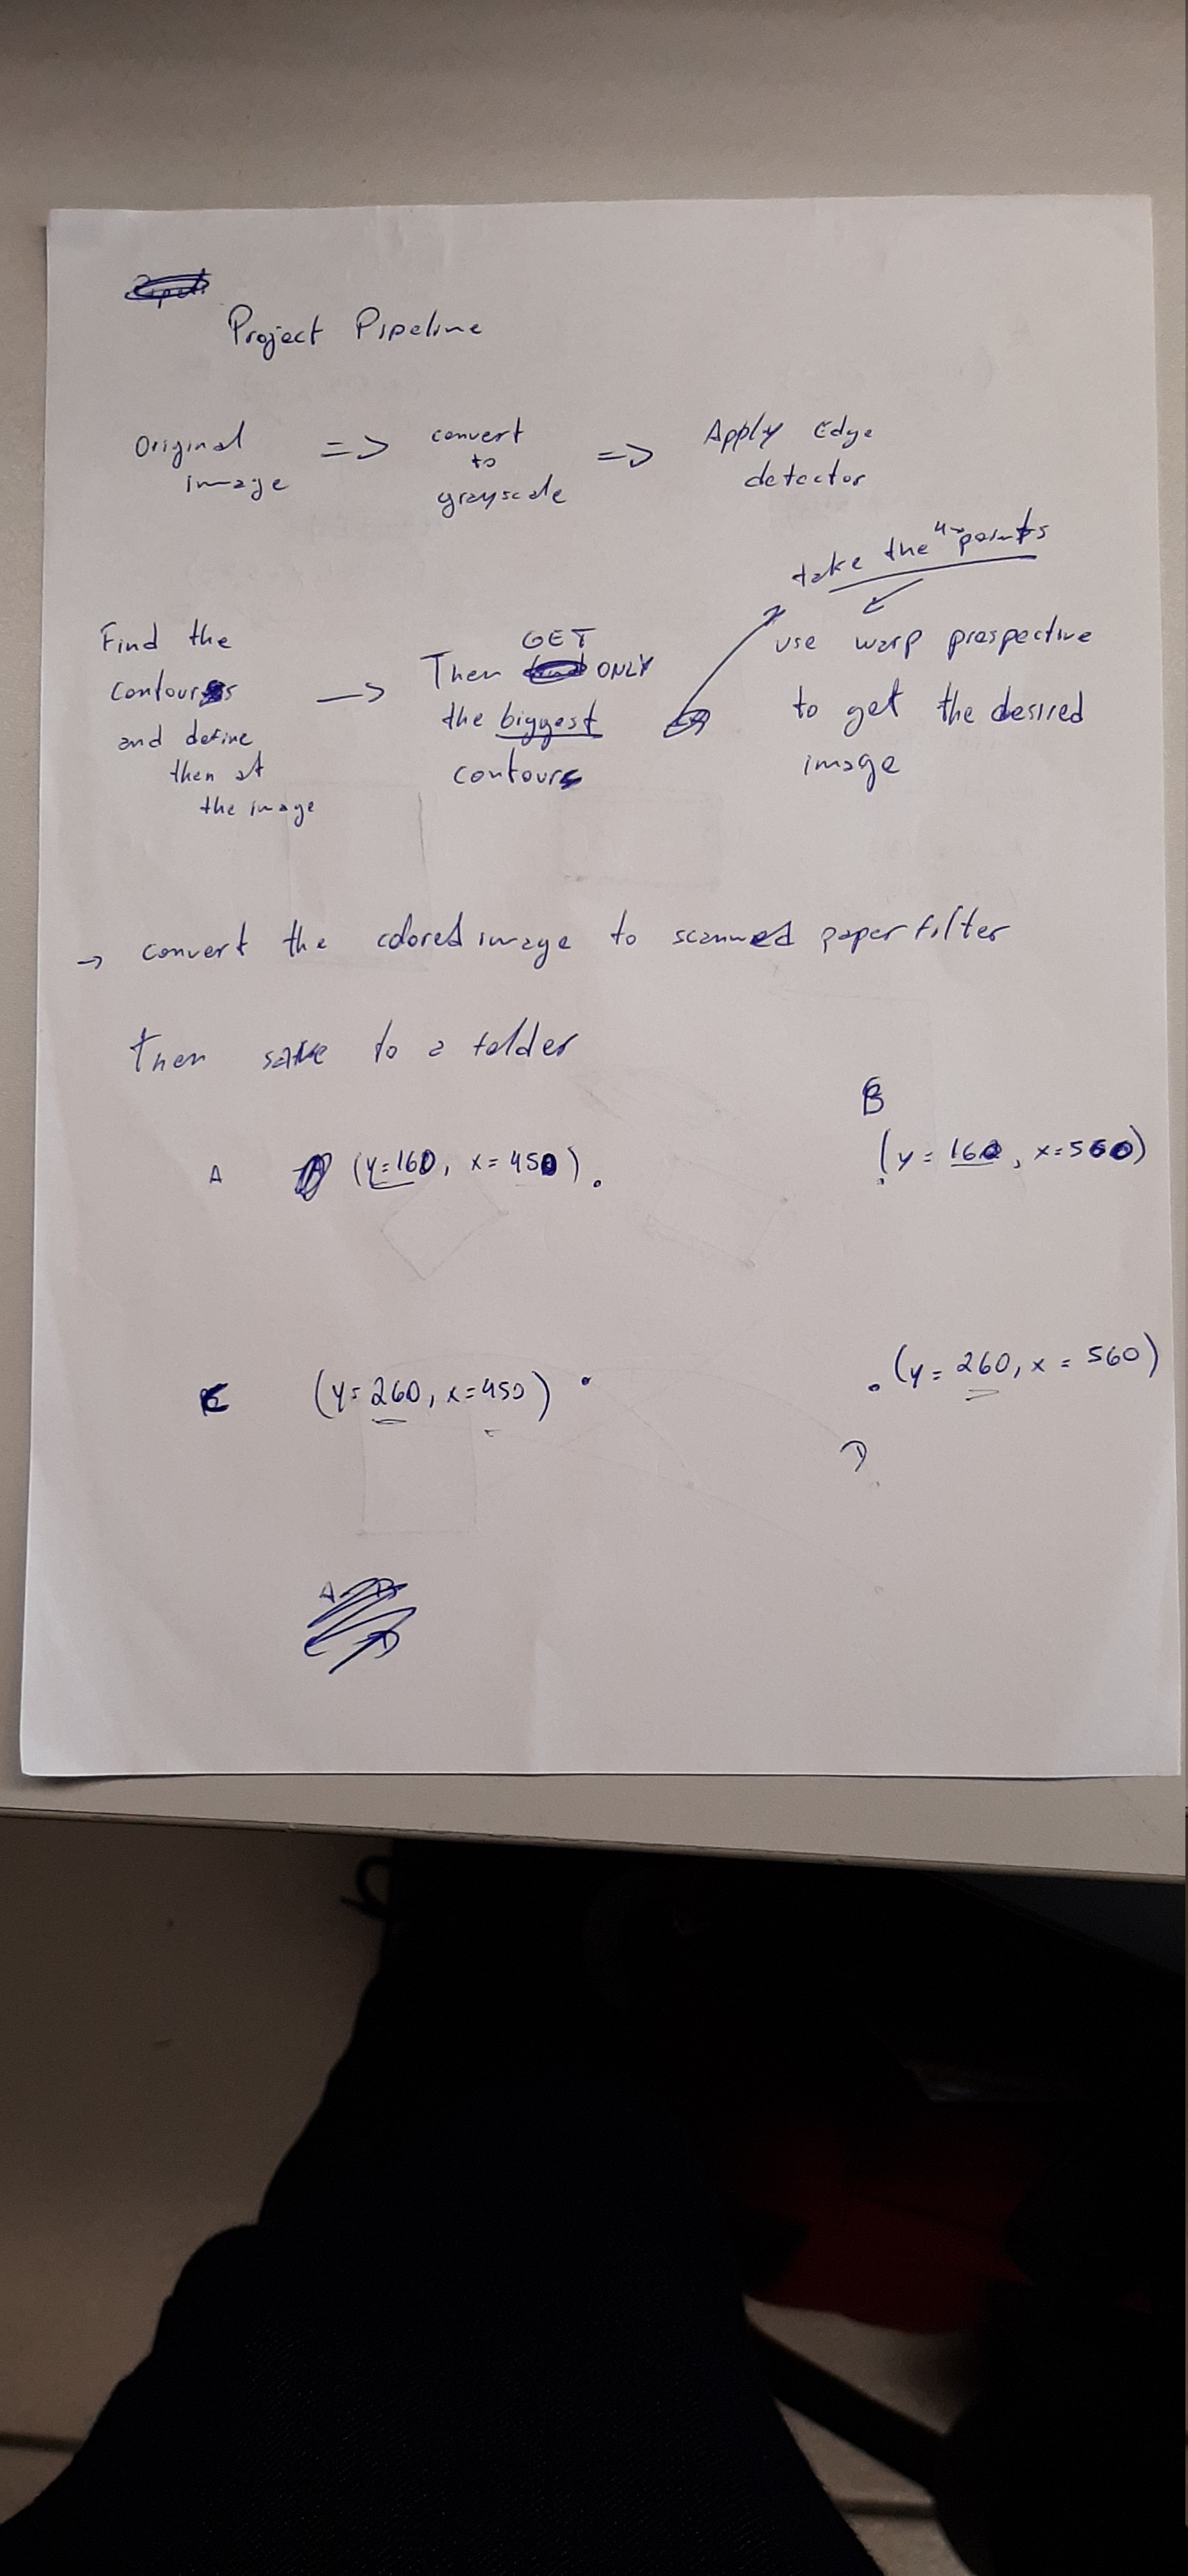 Project Pipeline
Original => convert => Apply Edge
image to detector
grayscale
take the 4 points
Find the GET use warp prospective
contours -> Then ONLY to get the desired
and define the biggest image
then at contours
the image
-> convert the colored image to scanned paper filter
then save to a folder
B
A (y=160, x=450) (y=160, x=560)
C (y=260, x=450) (y=260, x=560)
D